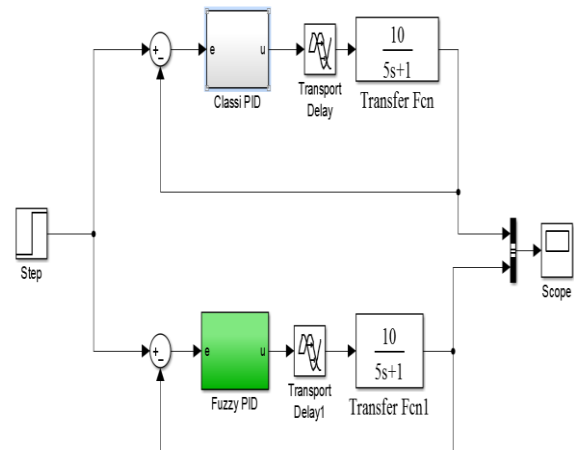 +
-
e
u
Classi PID
Transport
Delay
10
5s+1
Transfer Fcn
Step
Scope
+
-
e
u
Fuzzy PID
Transport
Delay1
10
5s+1
Transfer Fcn1